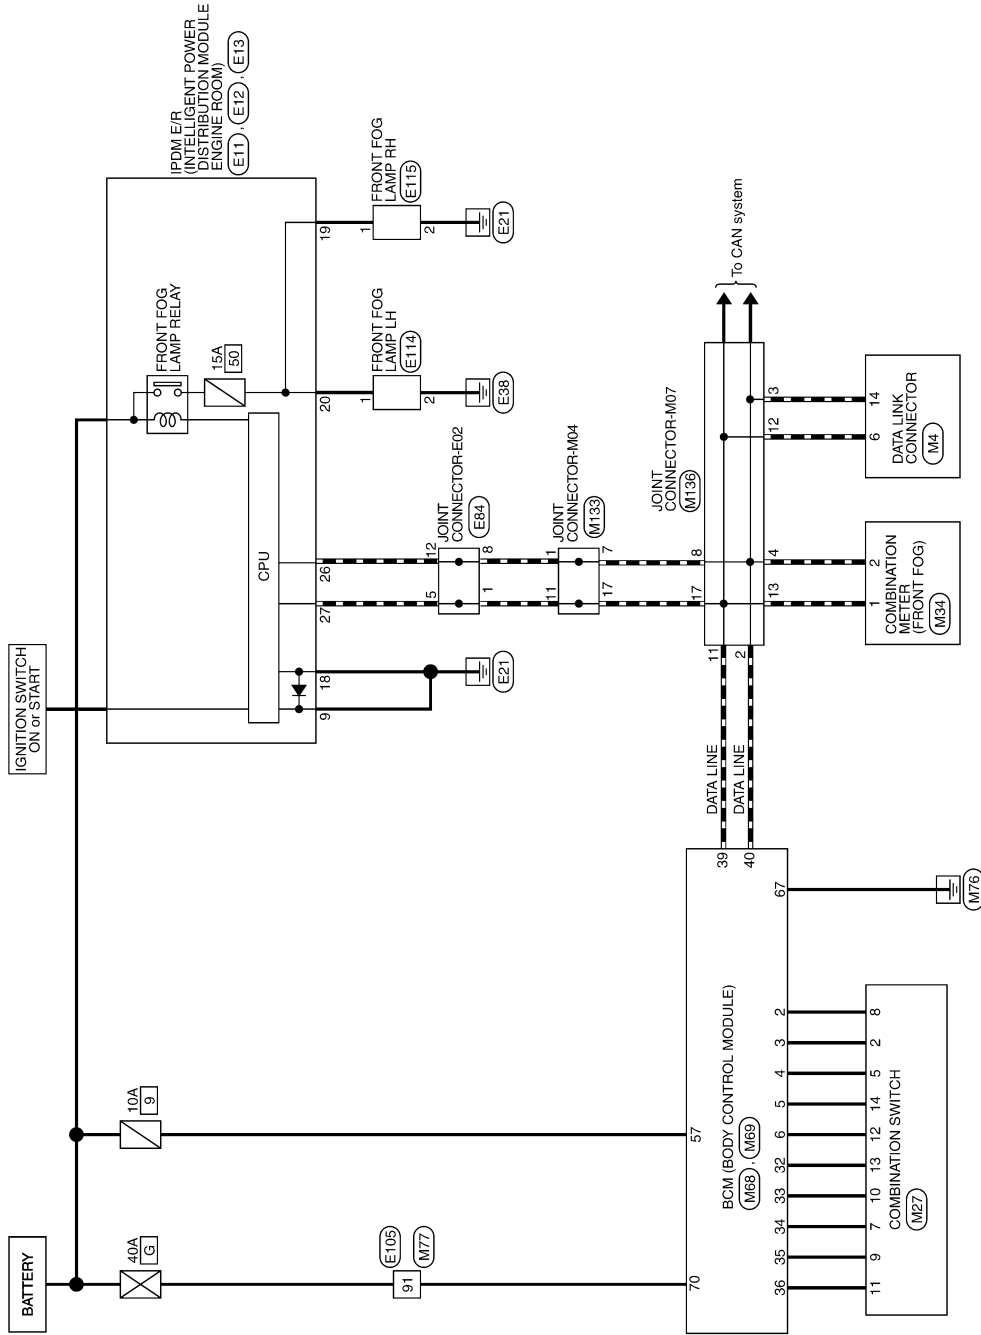 IPDM E/R
(INTELLIGENT POWER
DISTRIBUTION MODULE
ENGINE ROOM)
E11 , E12 , E13
FRONT FOG
LAMP RELAY
15A
50
CPU
IGNITION SWITCH
ON or START
BATTERY
40A
G
10A
9
E105
M77
91
9
18
27
26
20
19
E21
FRONT FOG
LAMP LH
E114
1
2
E38
FRONT FOG
LAMP RH
E115
1
2
E21
JOINT
CONNECTOR-E02
E84
5
12
1
8
JOINT
CONNECTOR-M04
M133
11
1
17
7
JOINT
CONNECTOR-M07
M136
17
8
11
2
13
4
12
3
To CAN system
DATA LINE
DATA LINE
39
40
COMBINATION
METER
(FRONT FOG)
M34
1
2
DATA LINK
CONNECTOR
M4
6
14
BCM (BODY CONTROL MODULE)
M68 , M69
70
57
67
M76
36
35
34
33
32
6
5
4
3
2
11
9
7
10
13
12
14
5
2
8
COMBINATION SWITCH
M27